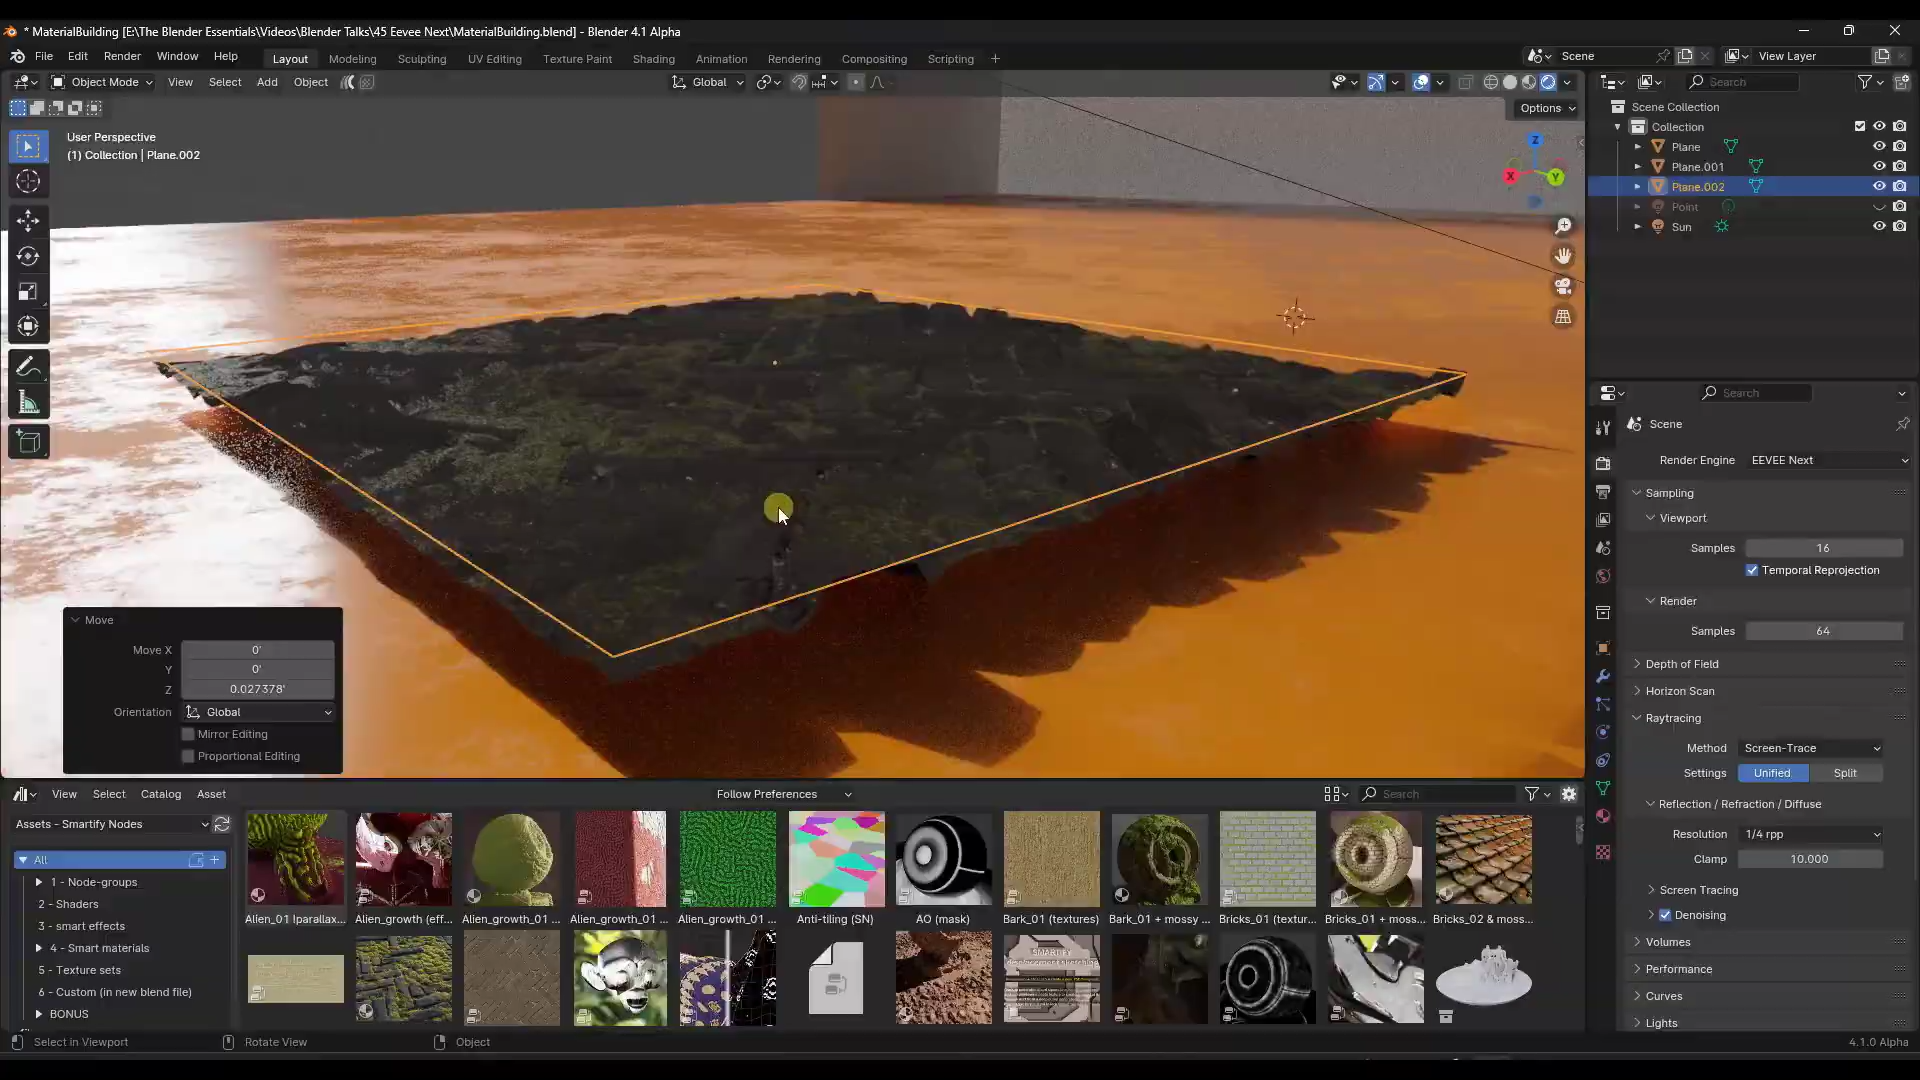 * MaterialBuilding [E:\The Blender Essentials\Videos\Blender Talks\45 Eevee Next\MaterialBuilding.blend] - Blender 4.1 Alpha
File Edit Render Window Help Layout Modeling Sculpting UV Editing Texture Paint Shading Animation Rendering Compositing Scripting + Scene View Layer
Object Mode View Select Add Object Global Search
Options
User Perspective
(1) Collection | Plane.002
Scene Collection
Collection
Plane
Plane.001
Plane.002
Point
Sun
Z
X
Y
Search
Scene
Render Engine EEVEE Next
Sampling
Viewport
Samples 16
Temporal Reprojection
Render
Samples 64
Depth of Field
Horizon Scan
Raytracing
Method Screen-Trace
Settings Unified Split
Reflection / Refraction / Diffuse
Resolution 1/4 rpp
Clamp 10.000
Screen Tracing
Denoising
Volumes
Performance
Curves
Lights
Move
Move X 0'
Y 0'
Z 0.027378'
Orientation Global
Mirror Editing
Proportional Editing
View Select Catalog Asset Follow Preferences Search
Assets - Smartify Nodes
All
1 - Node-groups
2 - Shaders
3 - smart effects
4 - Smart materials
5 - Texture sets
6 - Custom (in new blend file)
BONUS
Alien_01 !parallax... Alien_growth (eff... Alien_growth_01 ... Alien_growth_01 ... Alien_growth_01 ... Anti-tiling (SN) AO (mask) Bark_01 (textures) Bark_01 + mossy ... Bricks_01 (textur... Bricks_01 + moss... Bricks_02 & moss...
SMARTIFY
Select in Viewport Rotate View Object 4.1.0 Alpha